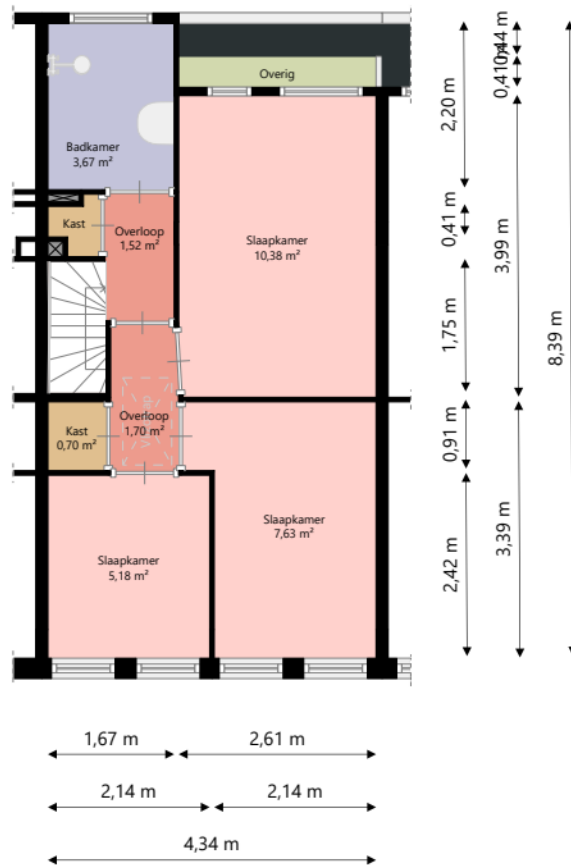 Overig
Badkamer
3,67 m²
Kast
Overloop
1,52 m²
Slaapkamer
10,38 m²
Overloop
1,70 m²
Kast
0,70 m²
Slaapkamer
7,63 m²
Slaapkamer
5,18 m²
0,41 m
2,20 m
0,41 m
3,99 m
1,75 m
8,39 m
0,91 m
3,39 m
2,42 m
1,67 m
2,61 m
2,14 m
2,14 m
4,34 m